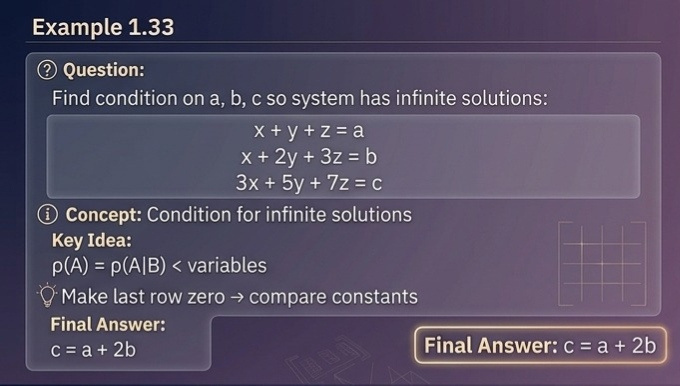 Example 1.33
? Question:
Find condition on a, b, c so system has infinite solutions:
x + y + z = a
x + 2y + 3z = b
3x + 5y + 7z = c
i Concept: Condition for infinite solutions
Key Idea:
ρ(A) = ρ(A|B) < variables
Make last row zero → compare constants
Final Answer:
c = a + 2b
Final Answer: c = a + 2b